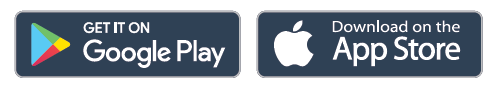 GET IT ON
Google Play
Download on the
App Store